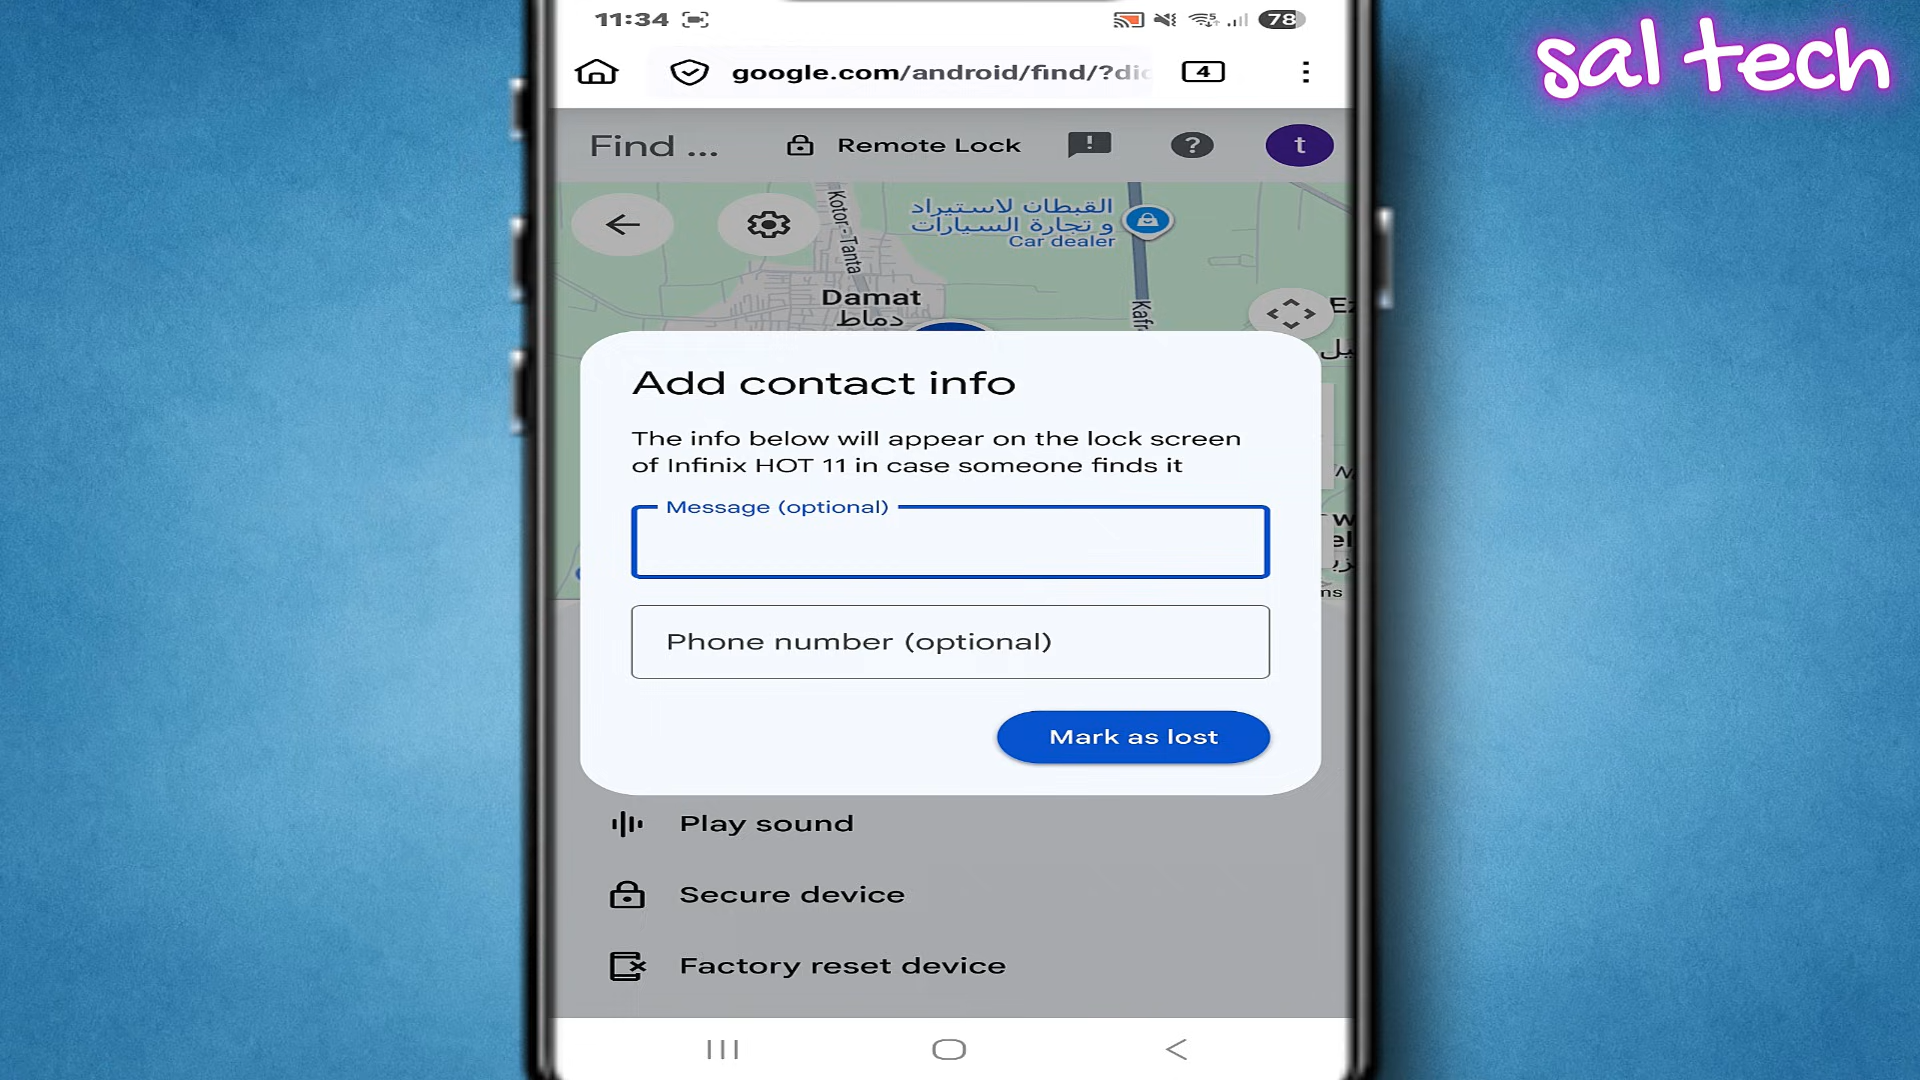 11:34
78
sal tech
google.com/android/find/?di
4
Find ...
Remote Lock
t
Kotor - Tanta
القبطان لاستيراد
و تجارة السيارات
Car dealer
Damat
دماط
Kafr
Add contact info
The info below will appear on the lock screen
of Infinix HOT 11 in case someone finds it
Message (optional)
Phone number (optional)
Mark as lost
Play sound
Secure device
Factory reset device